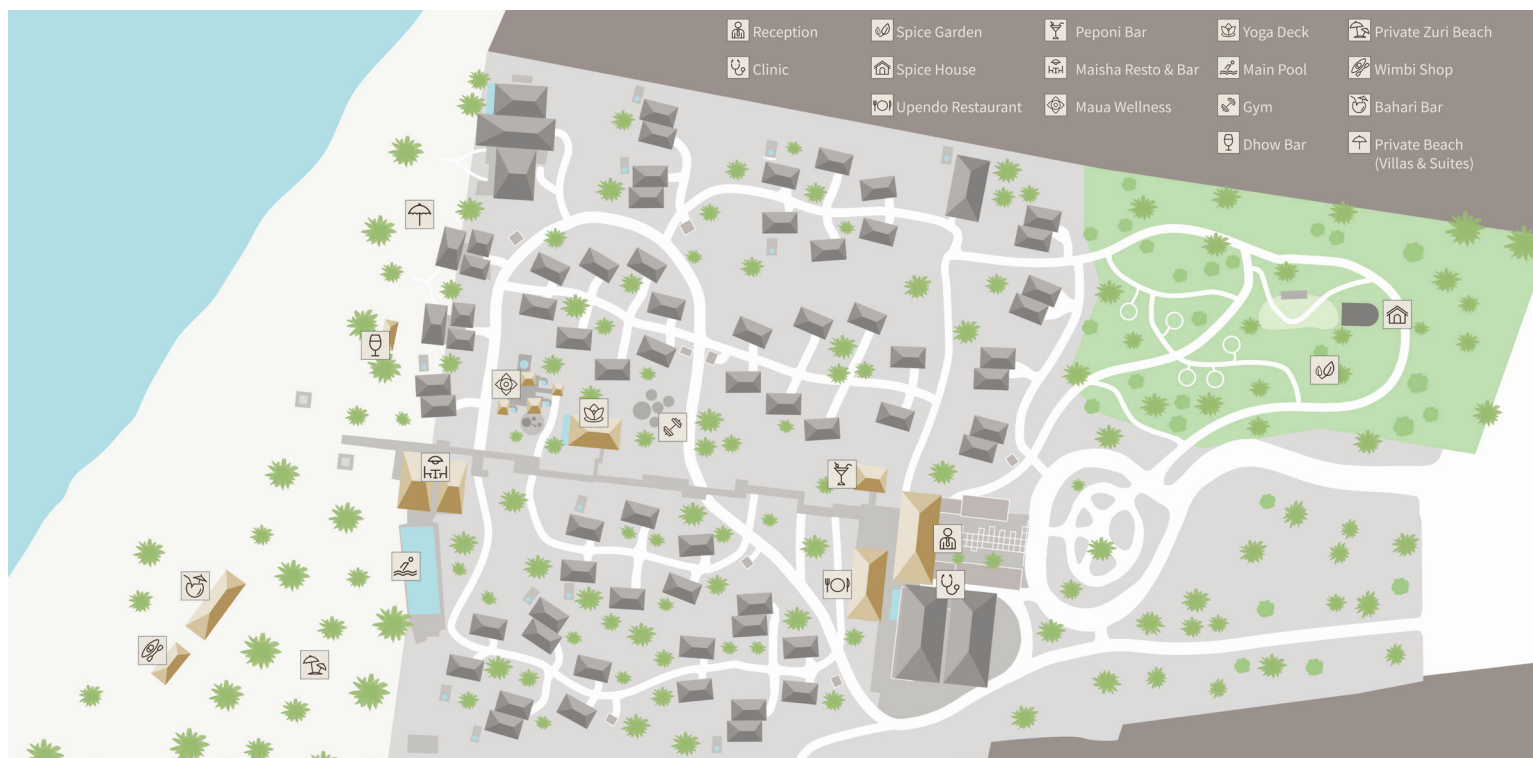 Reception
Clinic
Spice Garden
Spice House
Upendo Restaurant
Peponi Bar
Maisha Resto & Bar
Maua Wellness
Yoga Deck
Main Pool
Gym
Dhow Bar
Private Zuri Beach
Wimbi Shop
Bahari Bar
Private Beach
(Villas & Suites)